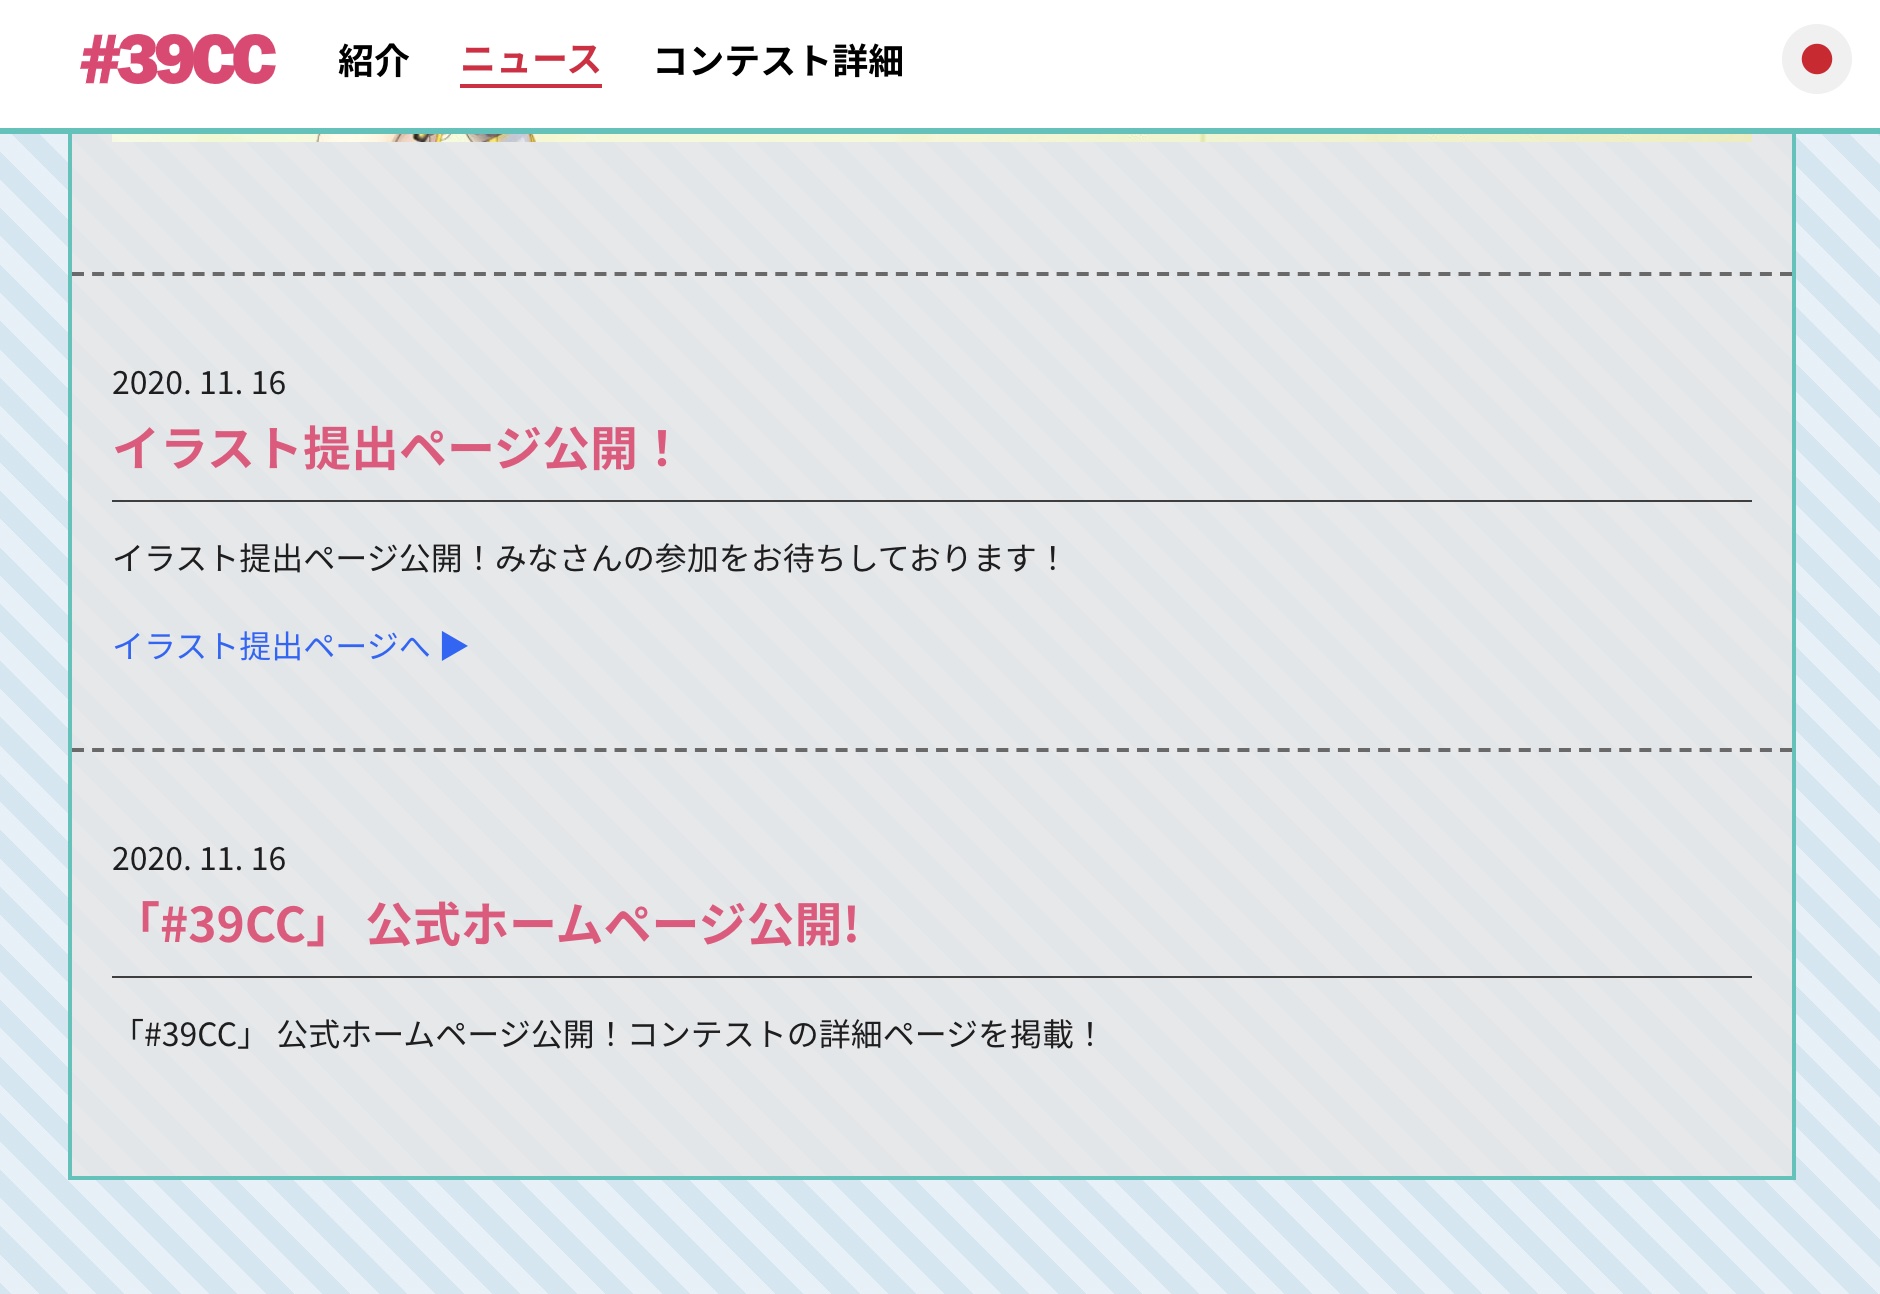 #39CC 紹介 ニュース コンテスト詳細
2020. 11. 16
イラスト提出ページ公開！
イラスト提出ページ公開！みなさんの参加をお待ちしております！
イラスト提出ページへ ▶
2020. 11. 16
「#39CC」 公式ホームページ公開!
「#39CC」 公式ホームページ公開！コンテストの詳細ページを掲載！